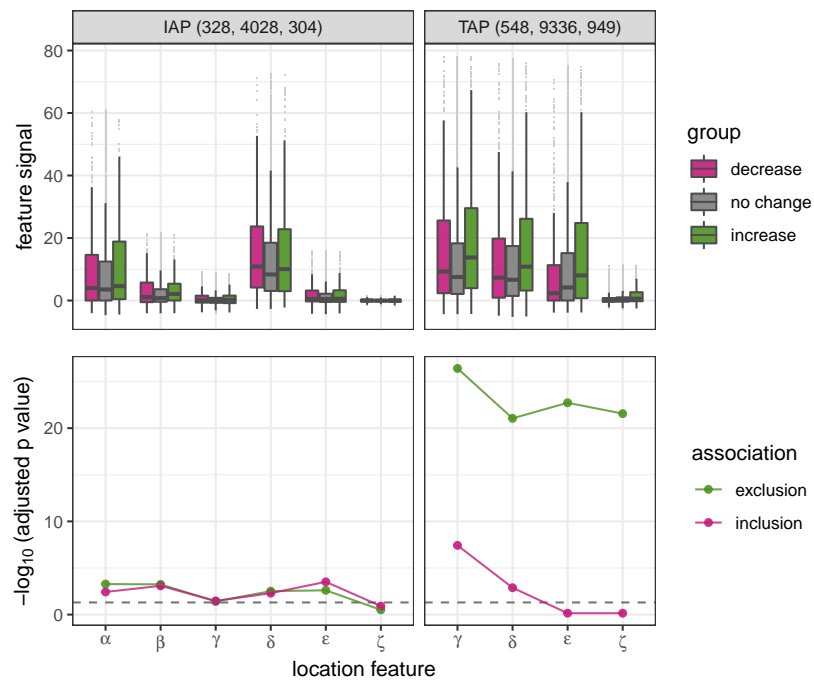 IAP (328, 4028, 304)
TAP (548, 9336, 949)
feature signal
80
60
40
20
0
group
decrease
no change
increase
−log10 (adjusted p value)
20
10
0
association
exclusion
inclusion
α β γ δ ε ζ
γ δ ε ζ
location feature